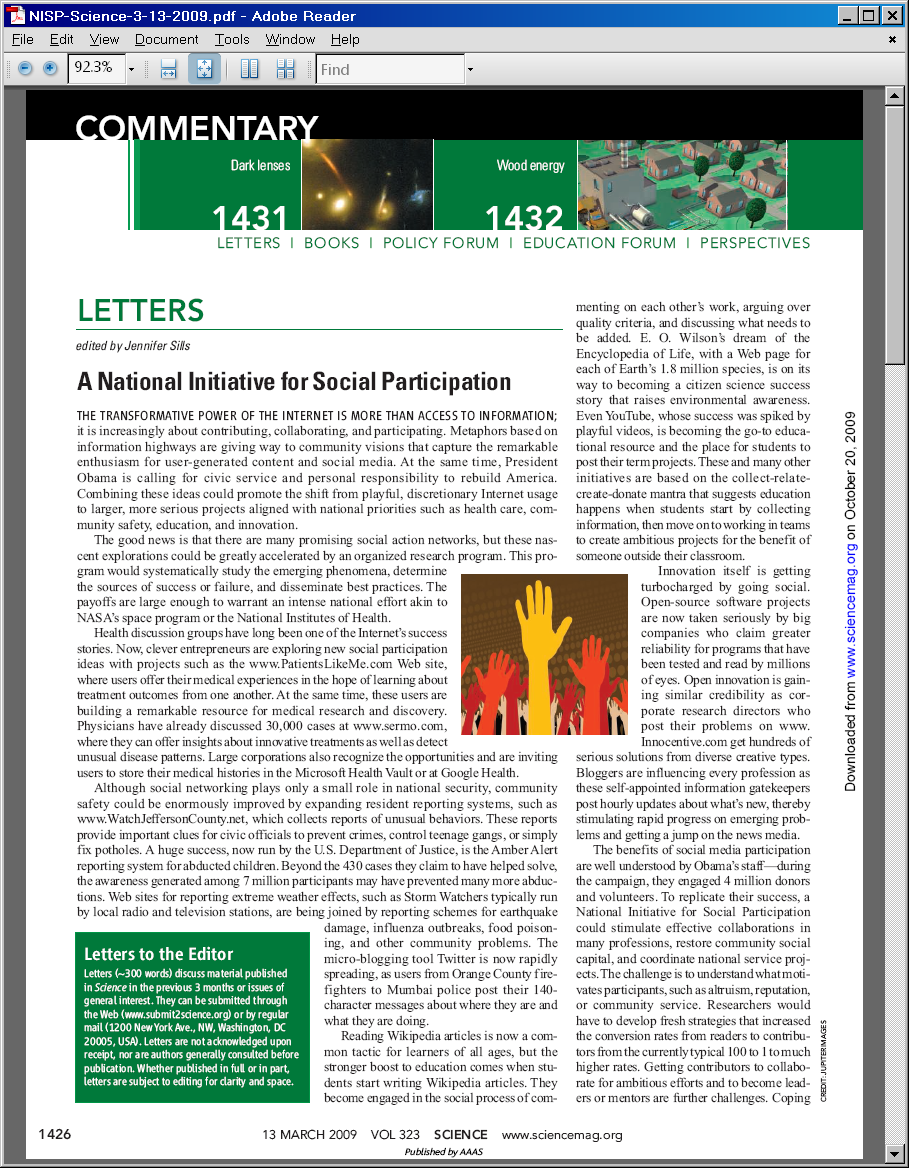 NISP-Science-3-13-2009.pdf - Adobe Reader
File Edit View Document Tools Window Help
92.3%
Find
COMMENTARY
Dark lenses
1431
Wood energy
1432
LETTERS I BOOKS I POLICY FORUM I EDUCATION FORUM I PERSPECTIVES
LETTERS
edited by Jennifer Sills
A National Initiative for Social Participation
THE TRANSFORMATIVE POWER OF THE INTERNET IS MORE THAN ACCESS TO INFORMATION;
it is increasingly about contributing, collaborating, and participating. Metaphors based on
information highways are giving way to community visions that capture the remarkable
enthusiasm for user-generated content and social media. At the same time, President
Obama is calling for civic service and personal responsibility to rebuild America.
Combining these ideas could promote the shift from playful, discretionary Internet usage
to larger, more serious projects aligned with national priorities such as health care, com-
munity safety, education, and innovation.
The good news is that there are many promising social action networks, but these nas-
cent explorations could be greatly accelerated by an organized research program. This pro-
gram would systematically study the emerging phenomena, determine
the sources of success or failure, and disseminate best practices. The
payoffs are large enough to warrant an intense national effort akin to
NASA's space program or the National Institutes of Health.
Health discussion groups have long been one of the Internet's success
stories. Now, clever entrepreneurs are exploring new social participation
ideas with projects such as the www.PatientsLikeMe.com Web site,
where users offer their medical experiences in the hope of learning about
treatment outcomes from one another. At the same time, these users are
building a remarkable resource for medical research and discovery.
Physicians have already discussed 30,000 cases at www.sermo.com,
where they can offer insights about innovative treatments as well as detect
unusual disease patterns. Large corporations also recognize the opportunities and are inviting
users to store their medical histories in the Microsoft Health Vault or at Google Health.
Although social networking plays only a small role in national security, community
safety could be enormously improved by expanding resident reporting systems, such as
www.WatchJeffersonCounty.net, which collects reports of unusual behaviors. These reports
provide important clues for civic officials to prevent crimes, control teenage gangs, or simply
fix potholes. A huge success, now run by the U.S. Department of Justice, is the Amber Alert
reporting system for abducted children. Beyond the 430 cases they claim to have helped solve,
the awareness generated among 7 million participants may have prevented many more abduc-
tions. Web sites for reporting extreme weather effects, such as Storm Watchers typically run
by local radio and television stations, are being joined by reporting schemes for earthquake
damage, influenza outbreaks, food poison-
ing, and other community problems. The
micro-blogging tool Twitter is now rapidly
spreading, as users from Orange County fire-
fighters to Mumbai police post their 140-
character messages about where they are and
what they are doing.
Reading Wikipedia articles is now a com-
mon tactic for learners of all ages, but the
stronger boost to education comes when stu-
dents start writing Wikipedia articles. They
become engaged in the social process of com-
menting on each other's work, arguing over
quality criteria, and discussing what needs to
be added. E. O. Wilson's dream of the
Encyclopedia of Life, with a Web page for
each of Earth's 1.8 million species, is on its
way to becoming a citizen science success
story that raises environmental awareness.
Even YouTube, whose success was spiked by
playful videos, is becoming the go-to educa-
tional resource and the place for students to
post their term projects. These and many other
initiatives are based on the collect-relate-
create-donate mantra that suggests education
happens when students start by collecting
information, then move on to working in teams
to create ambitious projects for the benefit of
someone outside their classroom.
Innovation itself is getting
turbocharged by going social.
Open-source software projects
are now taken seriously by big
companies who claim greater
reliability for programs that have
been tested and read by millions
of eyes. Open innovation is gain-
ing similar credibility as cor-
porate research directors who
post their problems on www.
Innocentive.com get hundreds of
serious solutions from diverse creative types.
Bloggers are influencing every profession as
these self-appointed information gatekeepers
post hourly updates about what's new, thereby
stimulating rapid progress on emerging prob-
lems and getting a jump on the news media.
The benefits of social media participation
are well understood by Obama's staff—during
the campaign, they engaged 4 million donors
and volunteers. To replicate their success, a
National Initiative for Social Participation
could stimulate effective collaborations in
many professions, restore community social
capital, and coordinate national service proj-
ects. The challenge is to understand what moti-
vates participants, such as altruism, reputation,
or community service. Researchers would
have to develop fresh strategies that increased
the conversion rates from readers to contribu-
tors from the currently typical 100 to 1 to much
higher rates. Getting contributors to collabo-
rate for ambitious efforts and to become lead-
ers or mentors are further challenges. Coping
Letters to the Editor
Letters (~300 words) discuss material published
in Science in the previous 3 months or issues of
general interest. They can be submitted through
the Web (www.submit2science.org) or by regular
mail (1200 New York Ave., NW, Washington, DC
20005, USA). Letters are not acknowledged upon
receipt, nor are authors generally consulted before
publication. Whether published in full or in part,
letters are subject to editing for clarity and space.
CREDIT: JUPITERIMAGES
Downloaded from www.sciencemag.org on October 20, 2009
1426
13 MARCH 2009 VOL 323 SCIENCE www.sciencemag.org
Published by AAAS